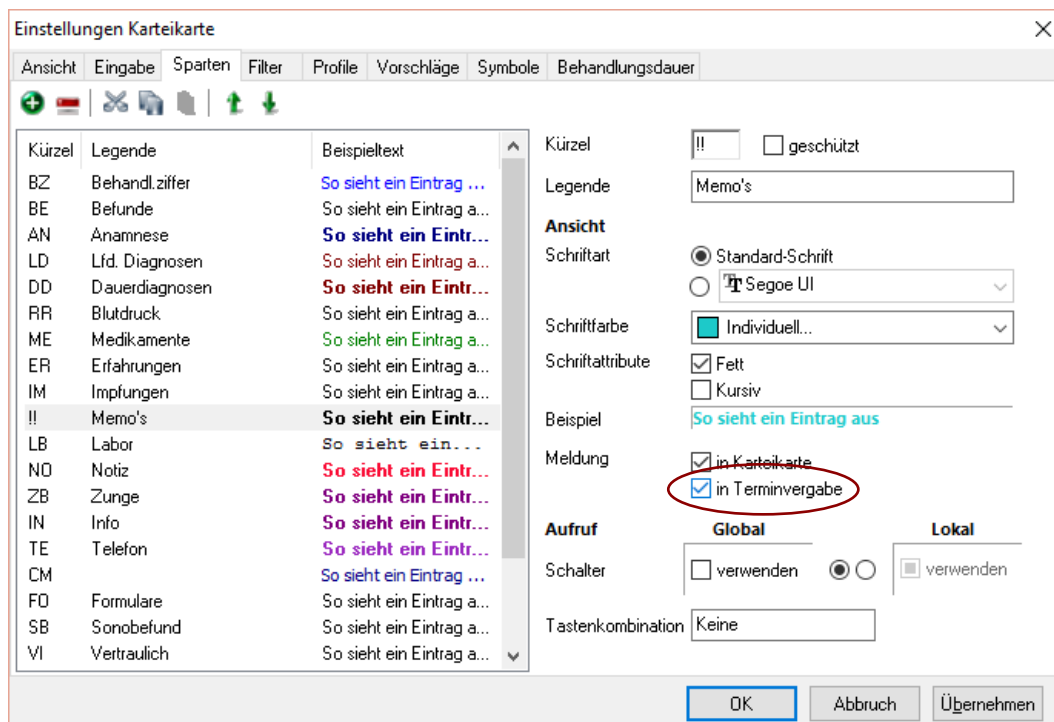 Einstellungen Karteikarte
Ansicht Eingabe Sparten Filter Profile Vorschläge Symbole Behandlungsdauer
Kürzel Legende Beispieltext
BZ Behandl.ziffer So sieht ein Eintrag ...
BE Befunde So sieht ein Eintrag a...
AN Anamnese So sieht ein Eintr...
LD Lfd. Diagnosen So sieht ein Eintrag a...
DD Dauerdiagnosen So sieht ein Eintr...
RR Blutdruck So sieht ein Eintrag a...
ME Medikamente So sieht ein Eintrag a...
ER Erfahrungen So sieht ein Eintrag a...
IM Impfungen So sieht ein Eintrag a...
!! Memo's So sieht ein Eintr...
LB Labor So sieht ein...
NO Notiz So sieht ein Eintr...
ZB Zunge So sieht ein Eintr...
IN Info So sieht ein Eintr...
TE Telefon So sieht ein Eintr...
CM So sieht ein Eintrag ...
FO Formulare So sieht ein Eintrag a...
SB Sonobefund So sieht ein Eintrag a...
VI Vertraulich So sieht ein Eintrag a...
Kürzel !! geschützt
Legende Memo's
Ansicht
Schriftart Standard-Schrift
Segoe UI
Schriftfarbe Individuell...
Schriftattribute Fett
Kursiv
Beispiel So sieht ein Eintrag aus
Meldung in Karteikarte
in Terminvergabe
Aufruf Global Lokal
Schalter verwenden verwenden
Tastenkombination Keine
OK Abbruch Übernehmen